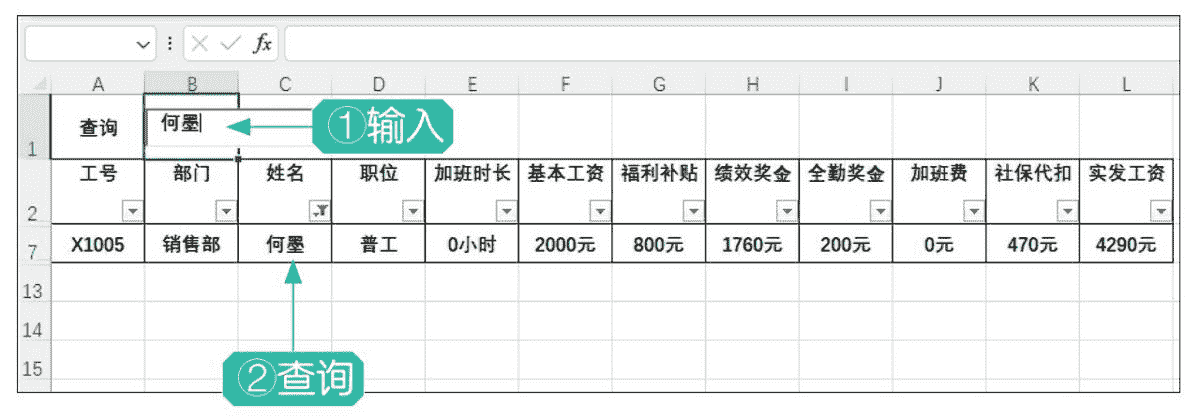 fx
A B C D E F G H I J K L
1 查询 何墨 ①输入
2 工号 部门 姓名 职位 加班时长 基本工资 福利补贴 绩效奖金 全勤奖金 加班费 社保代扣 实发工资
7 X1005 销售部 何墨 普工 0小时 2000元 800元 1760元 200元 0元 470元 4290元
13
14
15
②查询